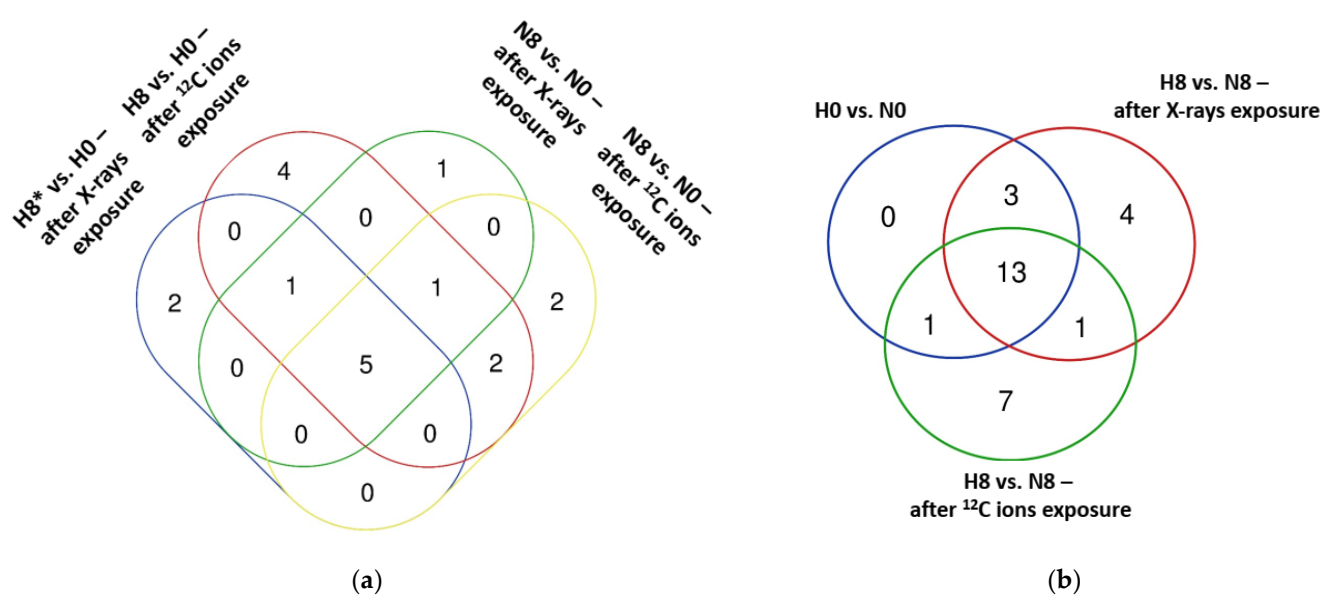 H8* vs. H0 –
after X-rays
exposure
H8 vs. H0 –
after ¹²C ions
exposure
N8 vs. N0 –
after X-rays
exposure
N8 vs. N0 –
after ¹²C ions
exposure
4
1
0
0
0
2
1
1
2
0
5
2
0
0
0
(a)
H0 vs. N0
H8 vs. N8 –
after X-rays exposure
0
3
4
13
1
1
7
H8 vs. N8 –
after ¹²C ions exposure
(b)